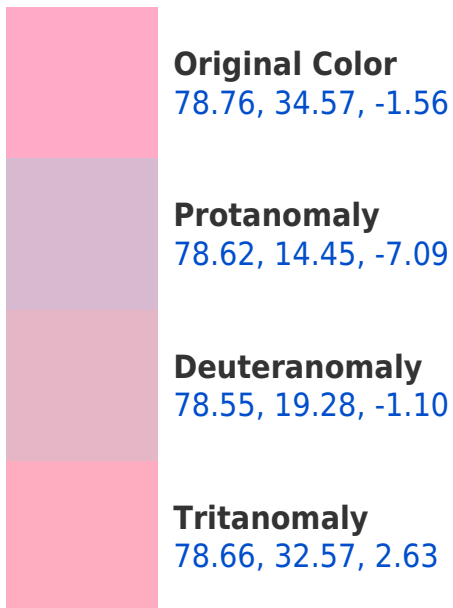 Original Color
78.76, 34.57, -1.56
Protanomaly
78.62, 14.45, -7.09
Deuteranomaly
78.55, 19.28, -1.10
Tritanomaly
78.66, 32.57, 2.63